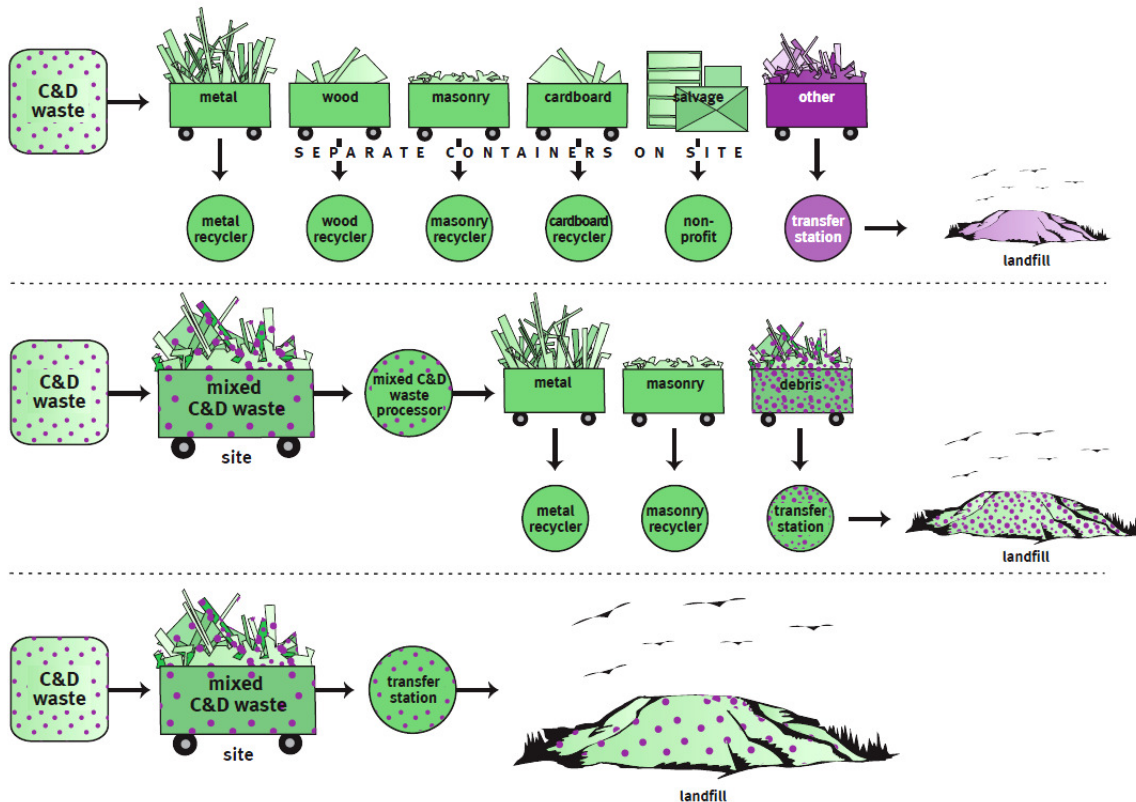 C&D
waste
metal
wood
masonry
cardboard
salvage
other
SEPARATE CONTAINERS ON SITE
metal
recycler
wood
recycler
masonry
recycler
cardboard
recycler
non-
profit
transfer
station
landfill
C&D
waste
mixed
C&D waste
site
mixed C&D
waste
processor
metal
masonry
debris
metal
recycler
masonry
recycler
transfer
station
landfill
C&D
waste
mixed
C&D waste
site
transfer
station
landfill